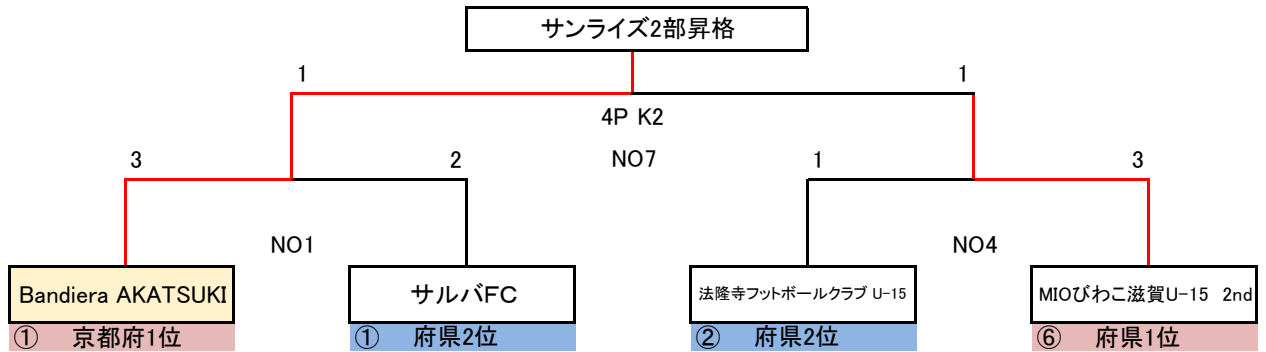 サンライズ2部昇格
1 1
4P K2
3 2 NO7 1 3
NO1 NO4
Bandiera AKATSUKI サルバFC 法隆寺フットボールクラブ U-15 MIOびわこ滋賀U-15 2nd
① 京都府1位 ① 府県2位 ② 府県2位 ⑥ 府県1位